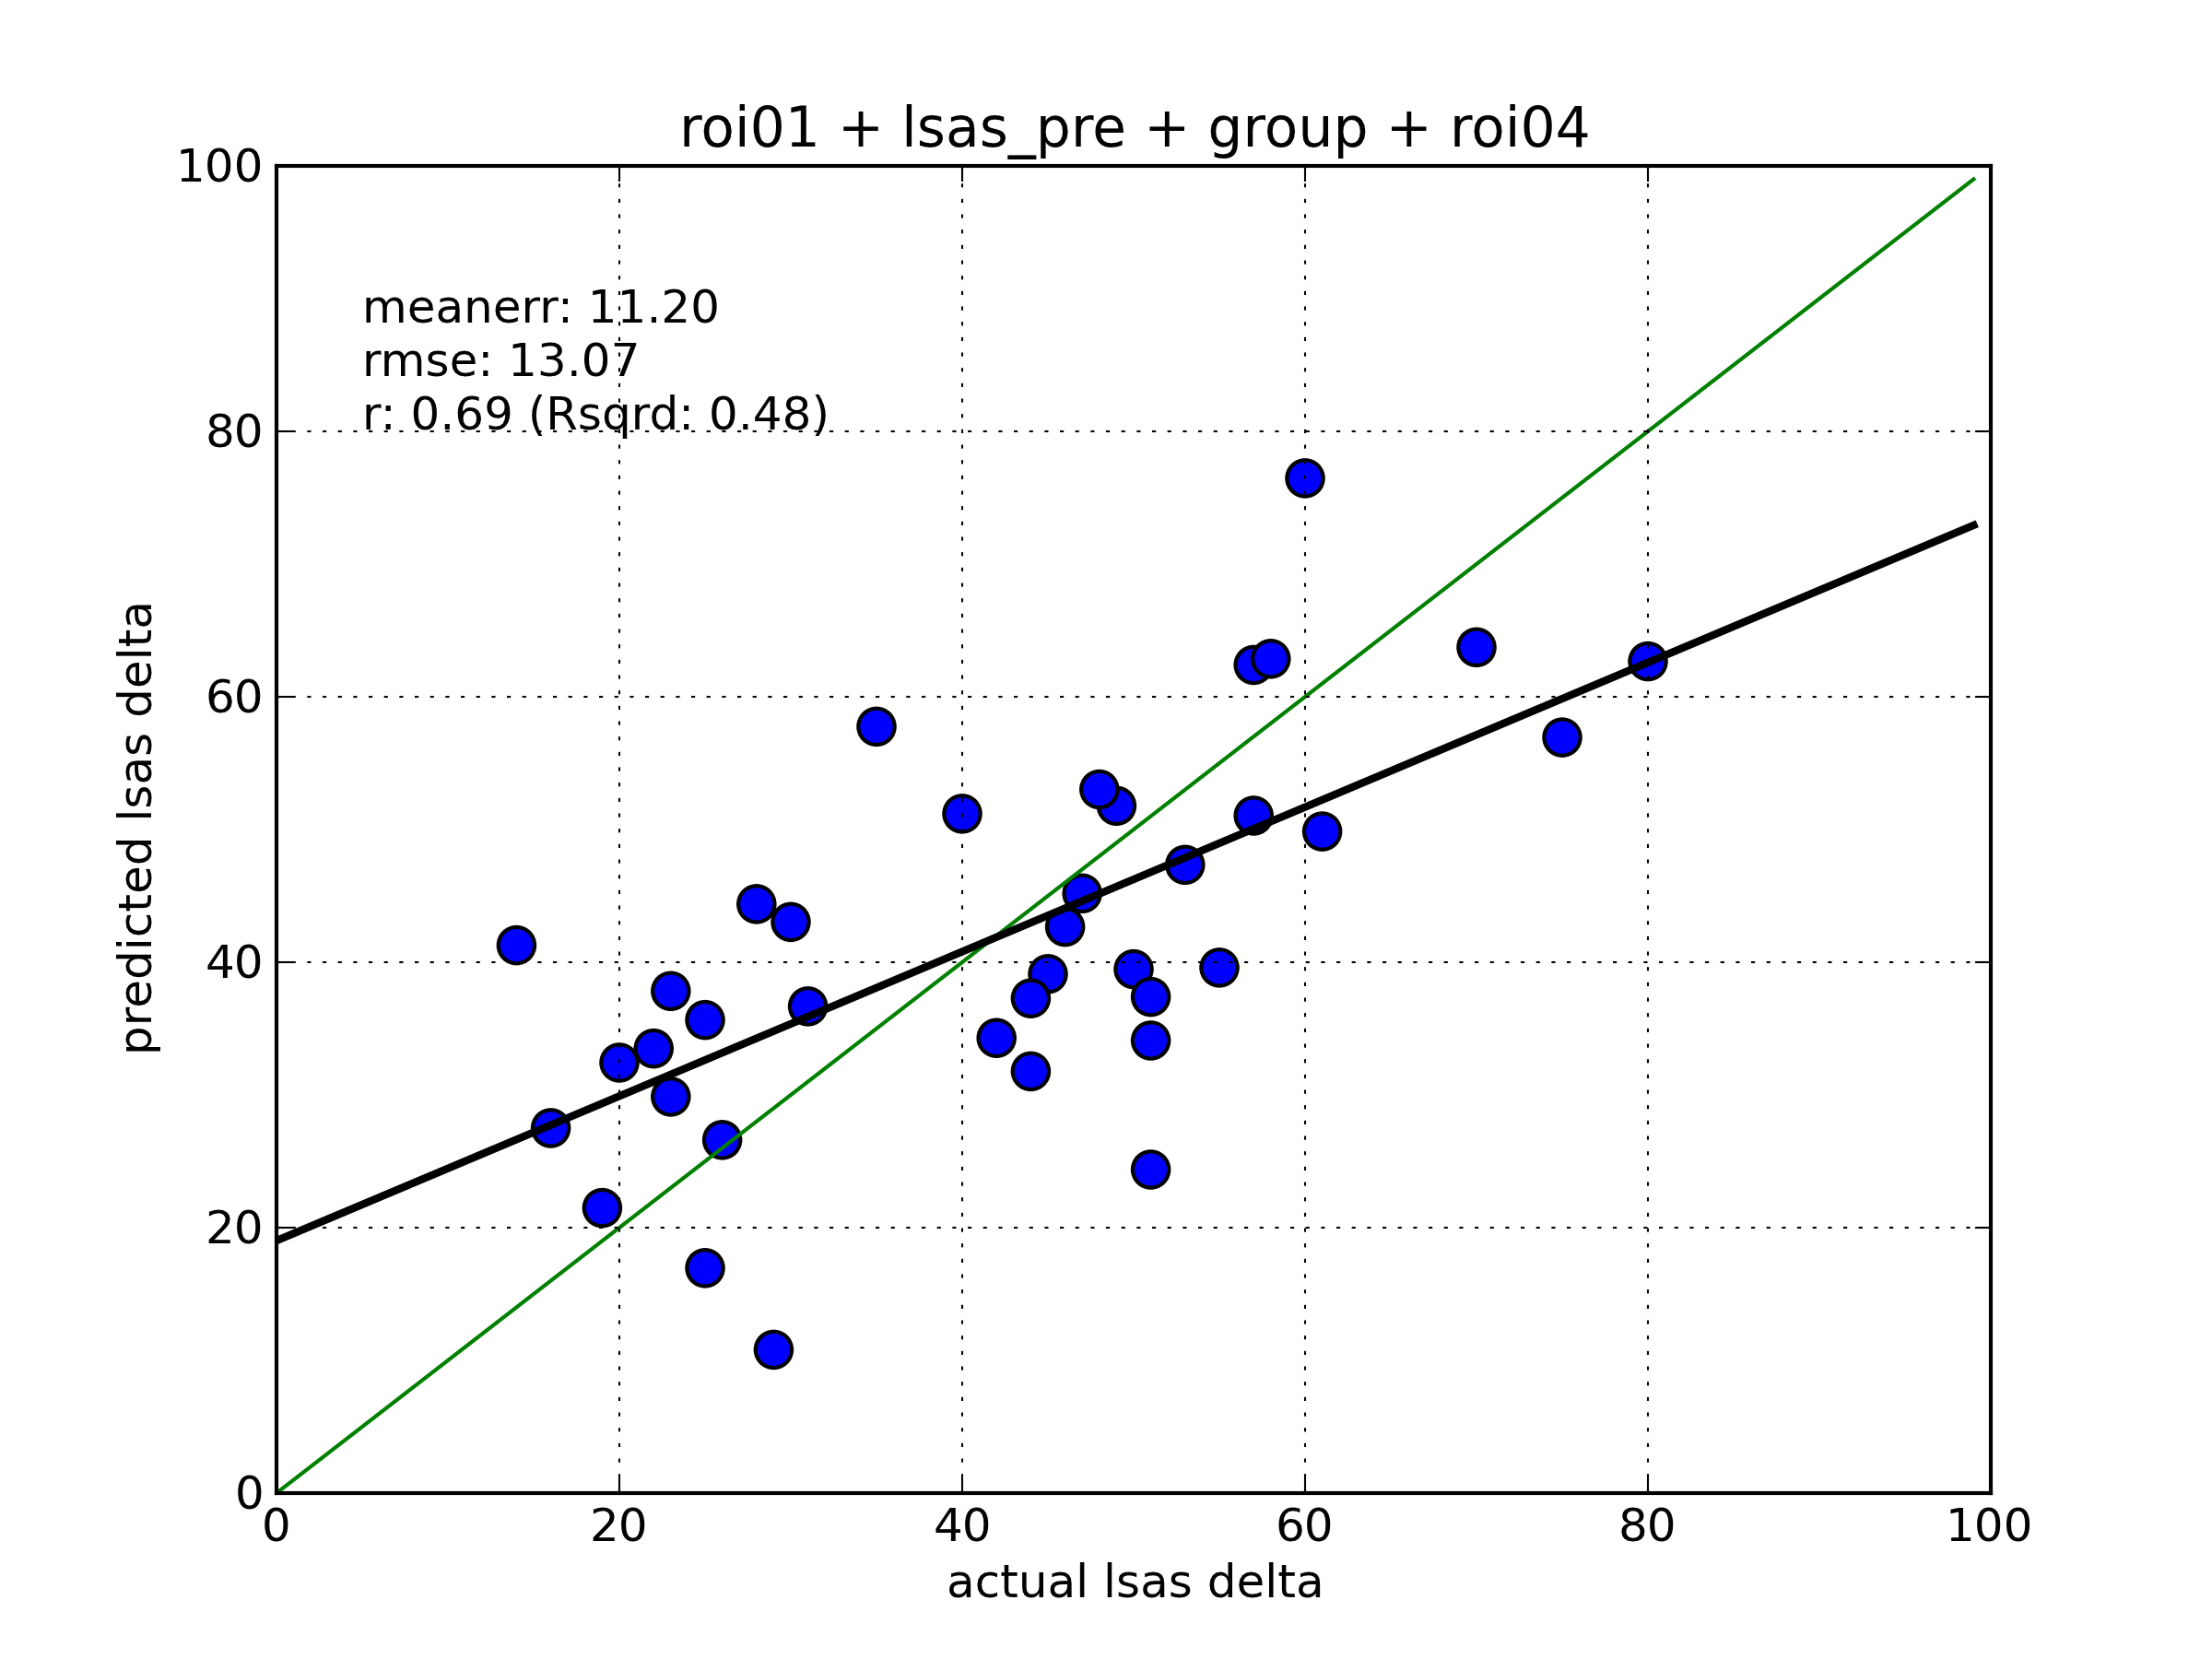 roi01 + lsas_pre + group + roi04
100
80
60
40
20
0
meanerr: 11.20
rmse: 13.07
r: 0.69 (Rsqrd: 0.48)
predicted lsas delta
0
20
40
60
80
100
actual lsas delta